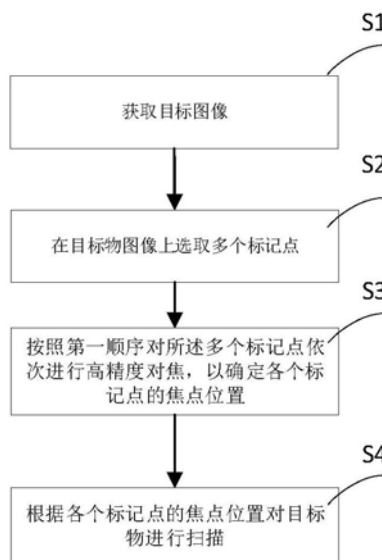 S1
获取目标图像
S2
在目标物图像上选取多个标记点
S3
按照第一顺序对所述多个标记点依
次进行高精度对焦，以确定各个标
记点的焦点位置
S4
根据各个标记点的焦点位置对目标
物进行扫描